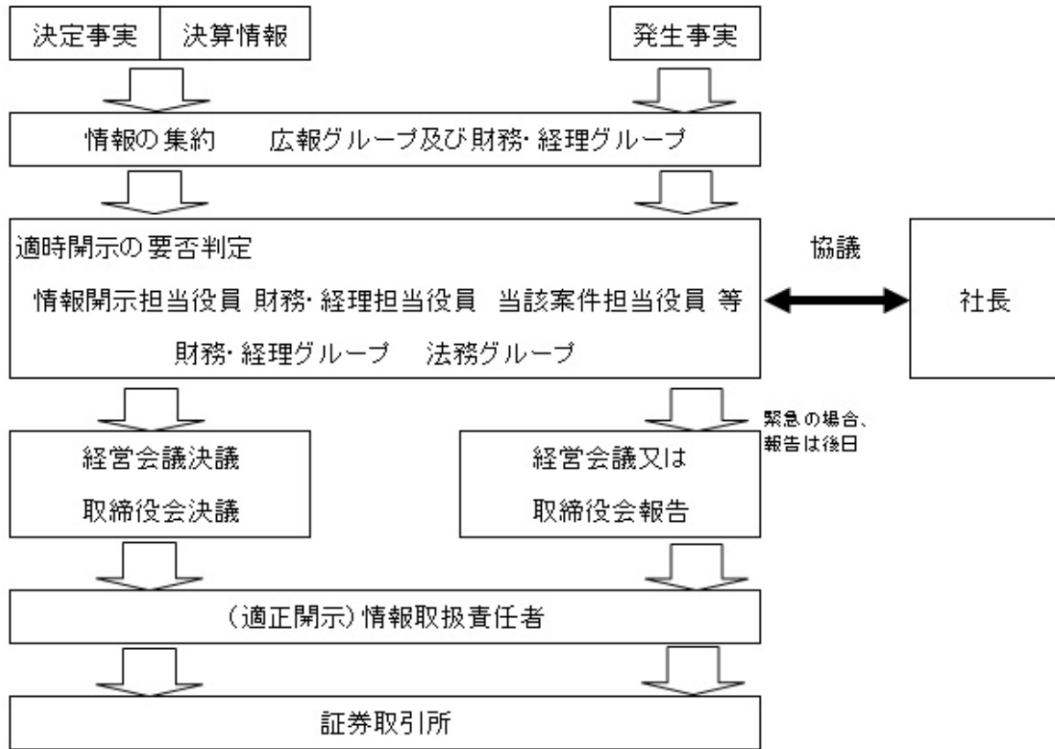 決定事実 決算情報 発生事実
情報の集約 広報グループ及び財務・経理グループ
適時開示の要否判定
情報開示担当役員 財務・経理担当役員 当該案件担当役員 等
財務・経理グループ 法務グループ
協議
社長
緊急の場合、
報告は後日
経営会議決議
取締役会決議
経営会議又は
取締役会報告
(適正開示)情報取扱責任者
証券取引所